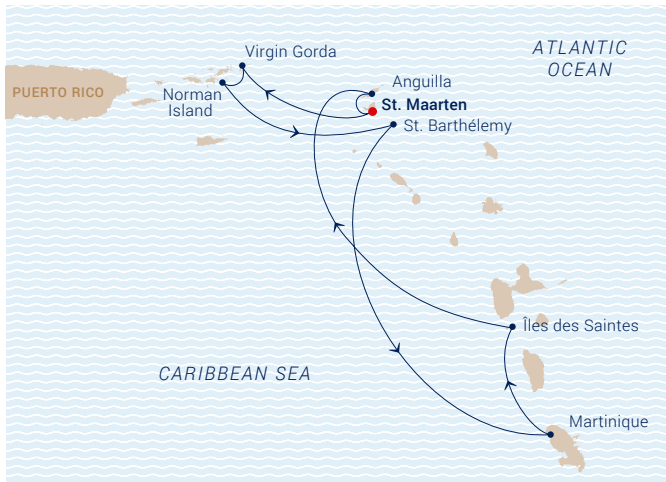 ATLANTIC
OCEAN
Virgin Gorda
Anguilla
PUERTO RICO
Norman
Island
St. Maarten
St. Barthélemy
Îles des Saintes
CARIBBEAN SEA
Martinique